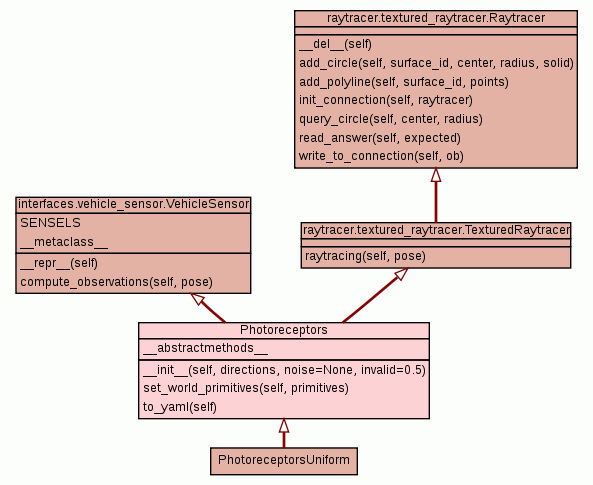 raytracer.textured_raytracer.Raytracer
__del__(self)
add_circle(self, surface_id, center, radius, solid)
add_polyline(self, surface_id, points)
init_connection(self, raytracer)
query_circle(self, center, radius)
read_answer(self, expected)
write_to_connection(self, ob)
interfaces.vehicle_sensor.VehicleSensor
SENSELS
__metaclass__
__repr__(self)
compute_observations(self, pose)
raytracer.textured_raytracer.TexturedRaytracer
raytracing(self, pose)
Photoreceptors
__abstractmethods__
__init__(self, directions, noise=None, invalid=0.5)
set_world_primitives(self, primitives)
to_yaml(self)
PhotoreceptorsUniform